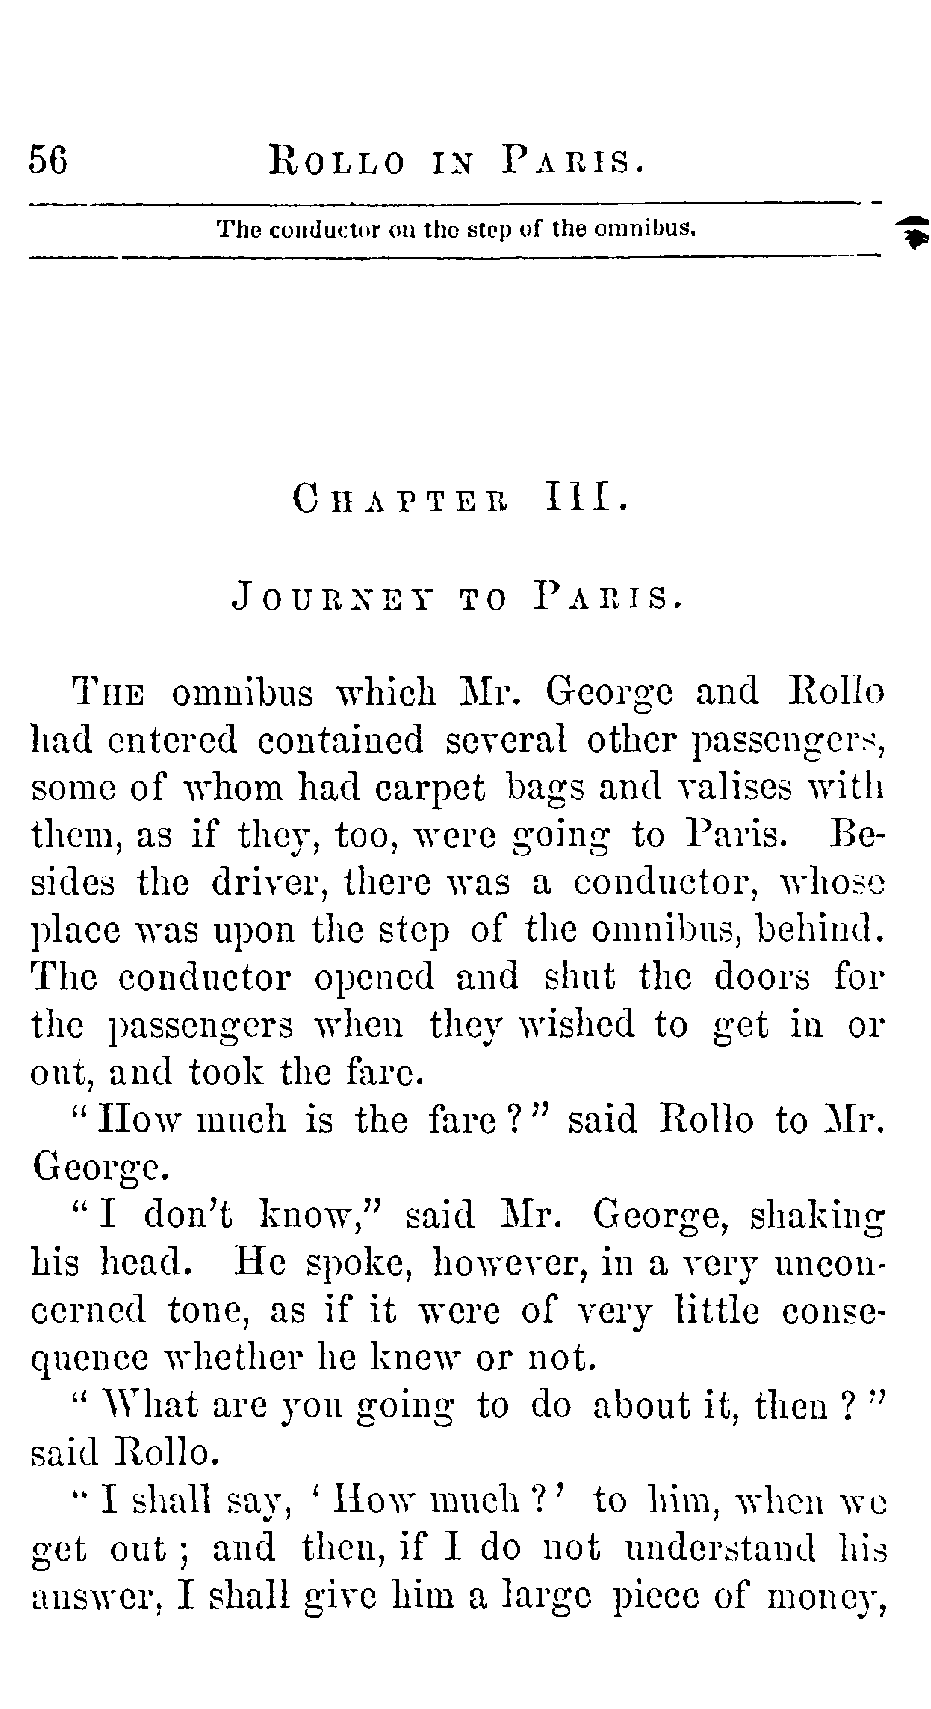 56 ROLLO IN PARIS.
The conductor on the step of the omnibus.
CHAPTER III.
JOURNEY TO PARIS.
THE omnibus which Mr. George and Rollo
had entered contained several other passengers,
some of whom had carpet bags and valises with
them, as if they, too, were going to Paris. Be-
sides the driver, there was a conductor, whose
place was upon the step of the omnibus, behind.
The conductor opened and shut the doors for
the passengers when they wished to get in or
out, and took the fare.
"How much is the fare?" said Rollo to Mr.
George.
"I don't know," said Mr. George, shaking
his head. He spoke, however, in a very uncon-
cerned tone, as if it were of very little conse-
quence whether he knew or not.
"What are you going to do about it, then?"
said Rollo.
"I shall say, 'How much?' to him, when we
get out; and then, if I do not understand his
answer, I shall give him a large piece of money,